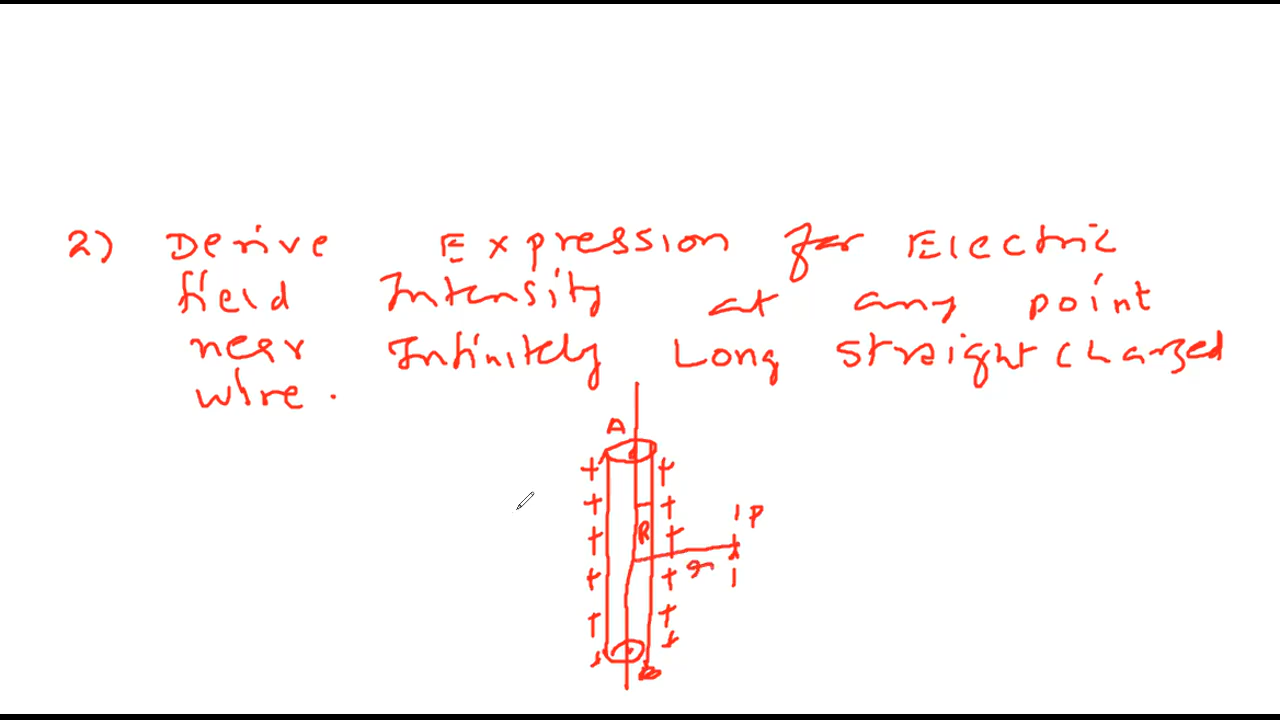 2) Derive Expression for Electric
field Intensity at any point
near Infinitely Long straight charged
wire.
A
+ +
+ + P
+ R +
r
+ +
+ +
+ +
B